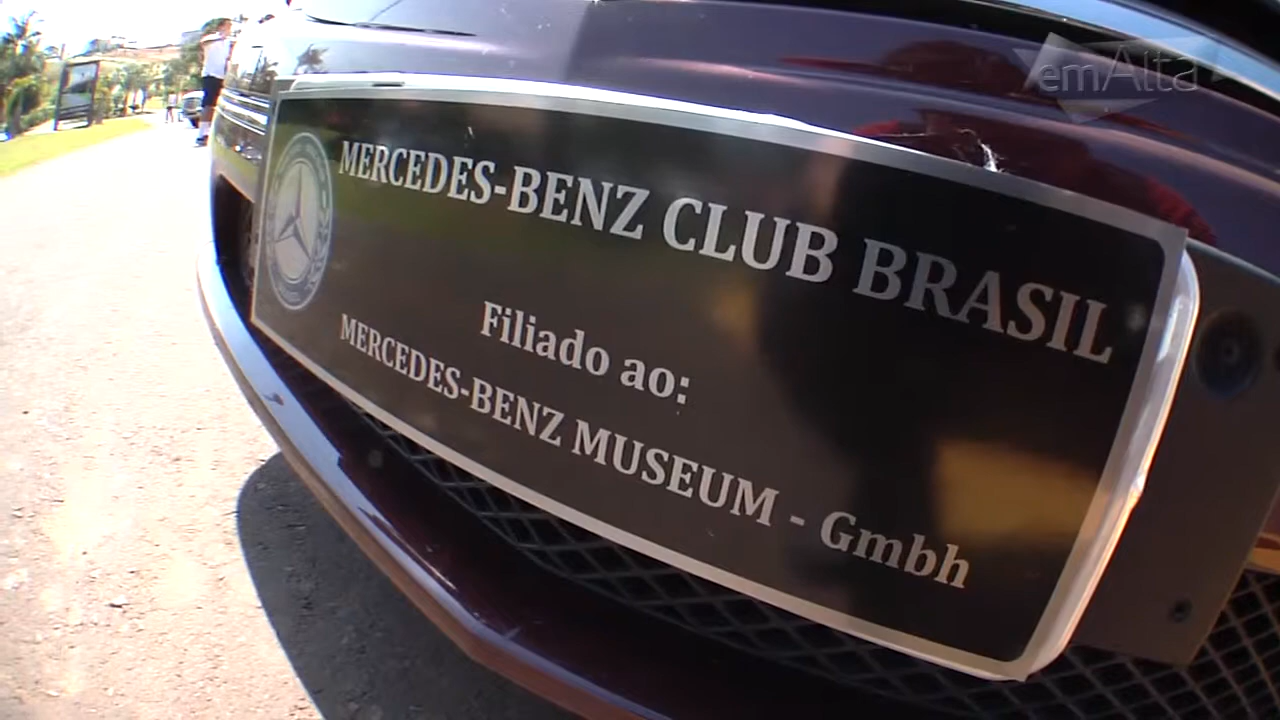 emAlta
MERCEDES-BENZ CLUB BRASIL
Filiado ao:
MERCEDES-BENZ MUSEUM - Gmbh